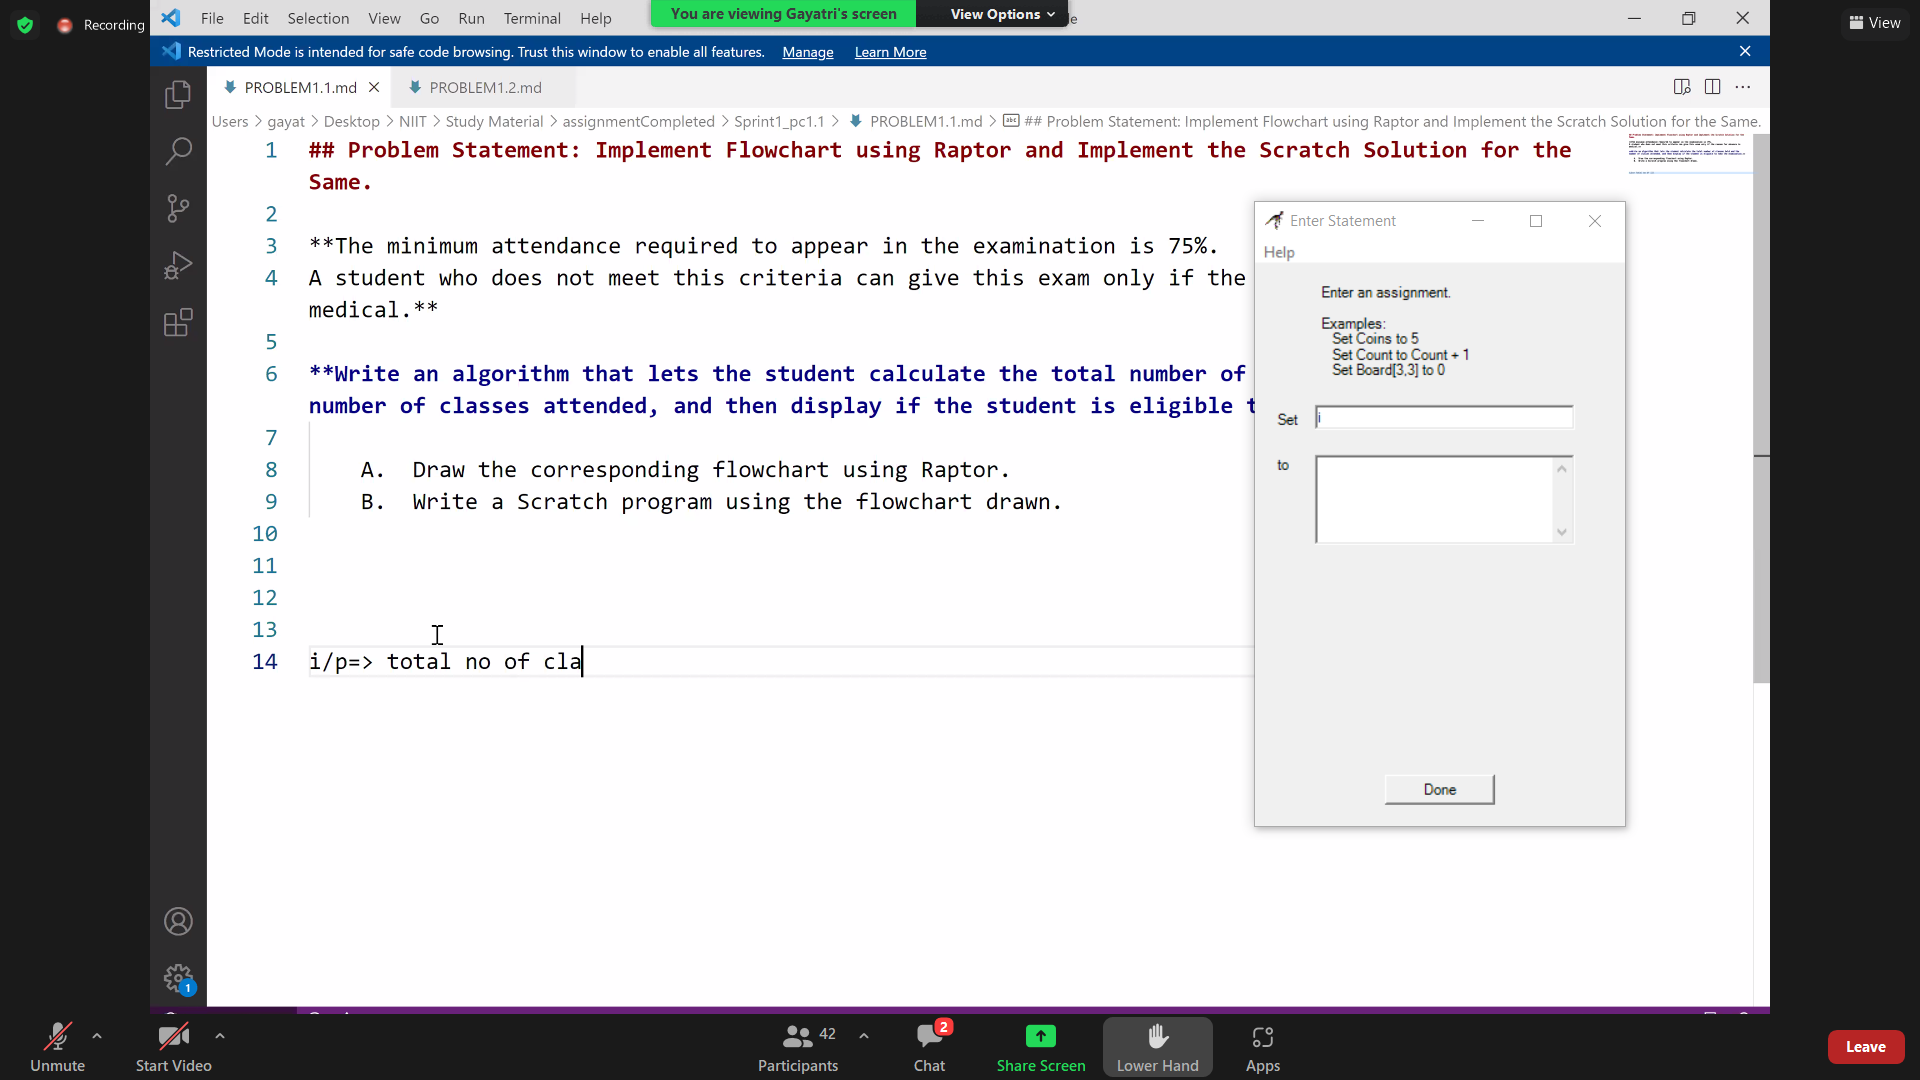 Recording
File Edit Selection View Go Run Terminal Help
You are viewing Gayatri's screen
View Options
View
Restricted Mode is intended for safe code browsing. Trust this window to enable all features. Manage Learn More
PROBLEM1.1.md
PROBLEM1.2.md
Users > gayat > Desktop > NIIT > Study Material > assignmentCompleted > Sprint1_pc1.1 > PROBLEM1.1.md > abc ## Problem Statement: Implement Flowchart using Raptor and Implement the Scratch Solution for the Same.
1 ## Problem Statement: Implement Flowchart using Raptor and Implement the Scratch Solution for the
Same.
2
3 **The minimum attendance required to appear in the examination is 75%.
4 A student who does not meet this criteria can give this exam only if the
medical.**
5
6 **Write an algorithm that lets the student calculate the total number of
number of classes attended, and then display if the student is eligible t
7
8 A. Draw the corresponding flowchart using Raptor.
9 B. Write a Scratch program using the flowchart drawn.
10
11
12
13
14 i/p=> total no of cla
Enter Statement
Help
Enter an assignment.
Examples:
Set Coins to 5
Set Count to Count + 1
Set Board[3,3] to 0
Set i
to
Done
1
Unmute
Start Video
42
Participants
2
Chat
Share Screen
Lower Hand
Apps
Leave